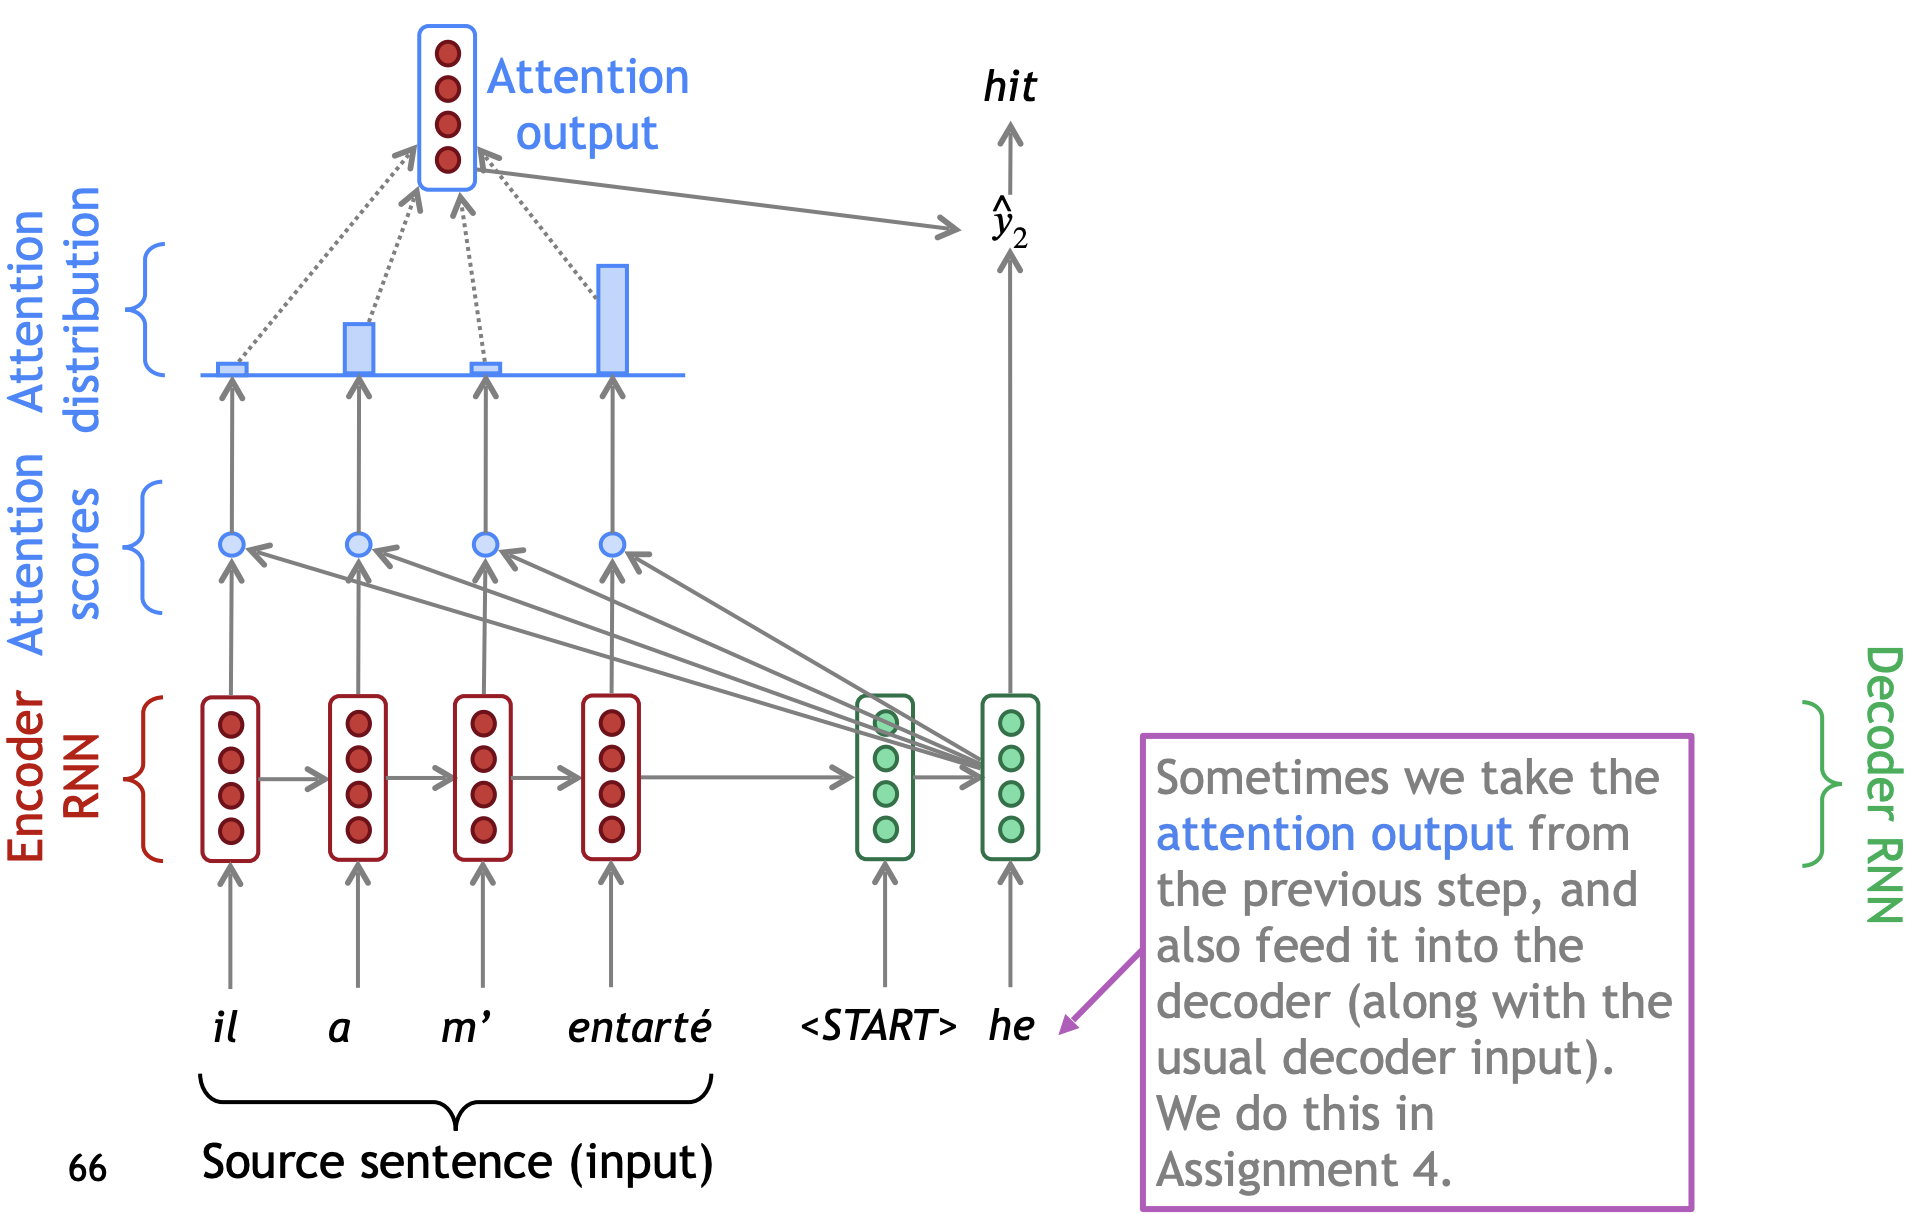 Attention
output
hit
ŷ2
Attention
distribution
Attention
scores
Encoder
RNN
Decoder RNN
Sometimes we take the
attention output from
the previous step, and
also feed it into the
decoder (along with the
usual decoder input).
We do this in
Assignment 4.
il a m’ entarté <START> he
Source sentence (input)
66